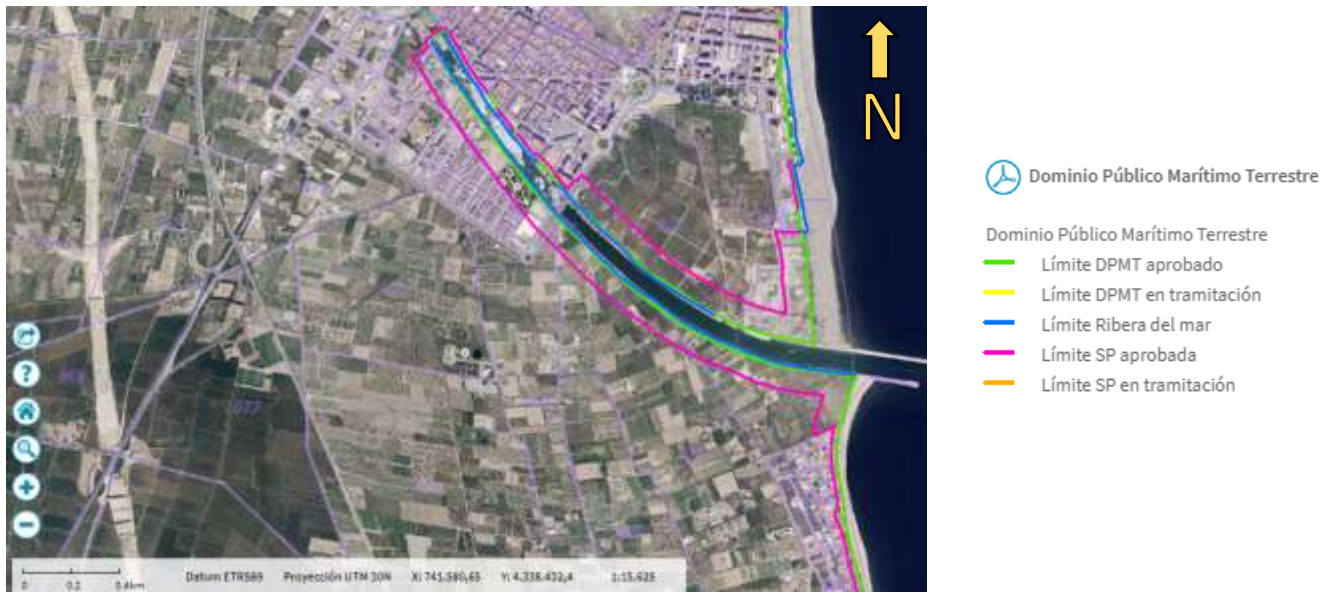 N
?
077
0 0.2 0.4km Datum ETRS89 Proyección UTM 30N X: 741.580,65 Y: 4.338.432,4 1:15.625
Dominio Público Marítimo Terrestre
Dominio Público Marítimo Terrestre
Límite DPMT aprobado
Límite DPMT en tramitación
Límite Ribera del mar
Límite SP aprobada
Límite SP en tramitación